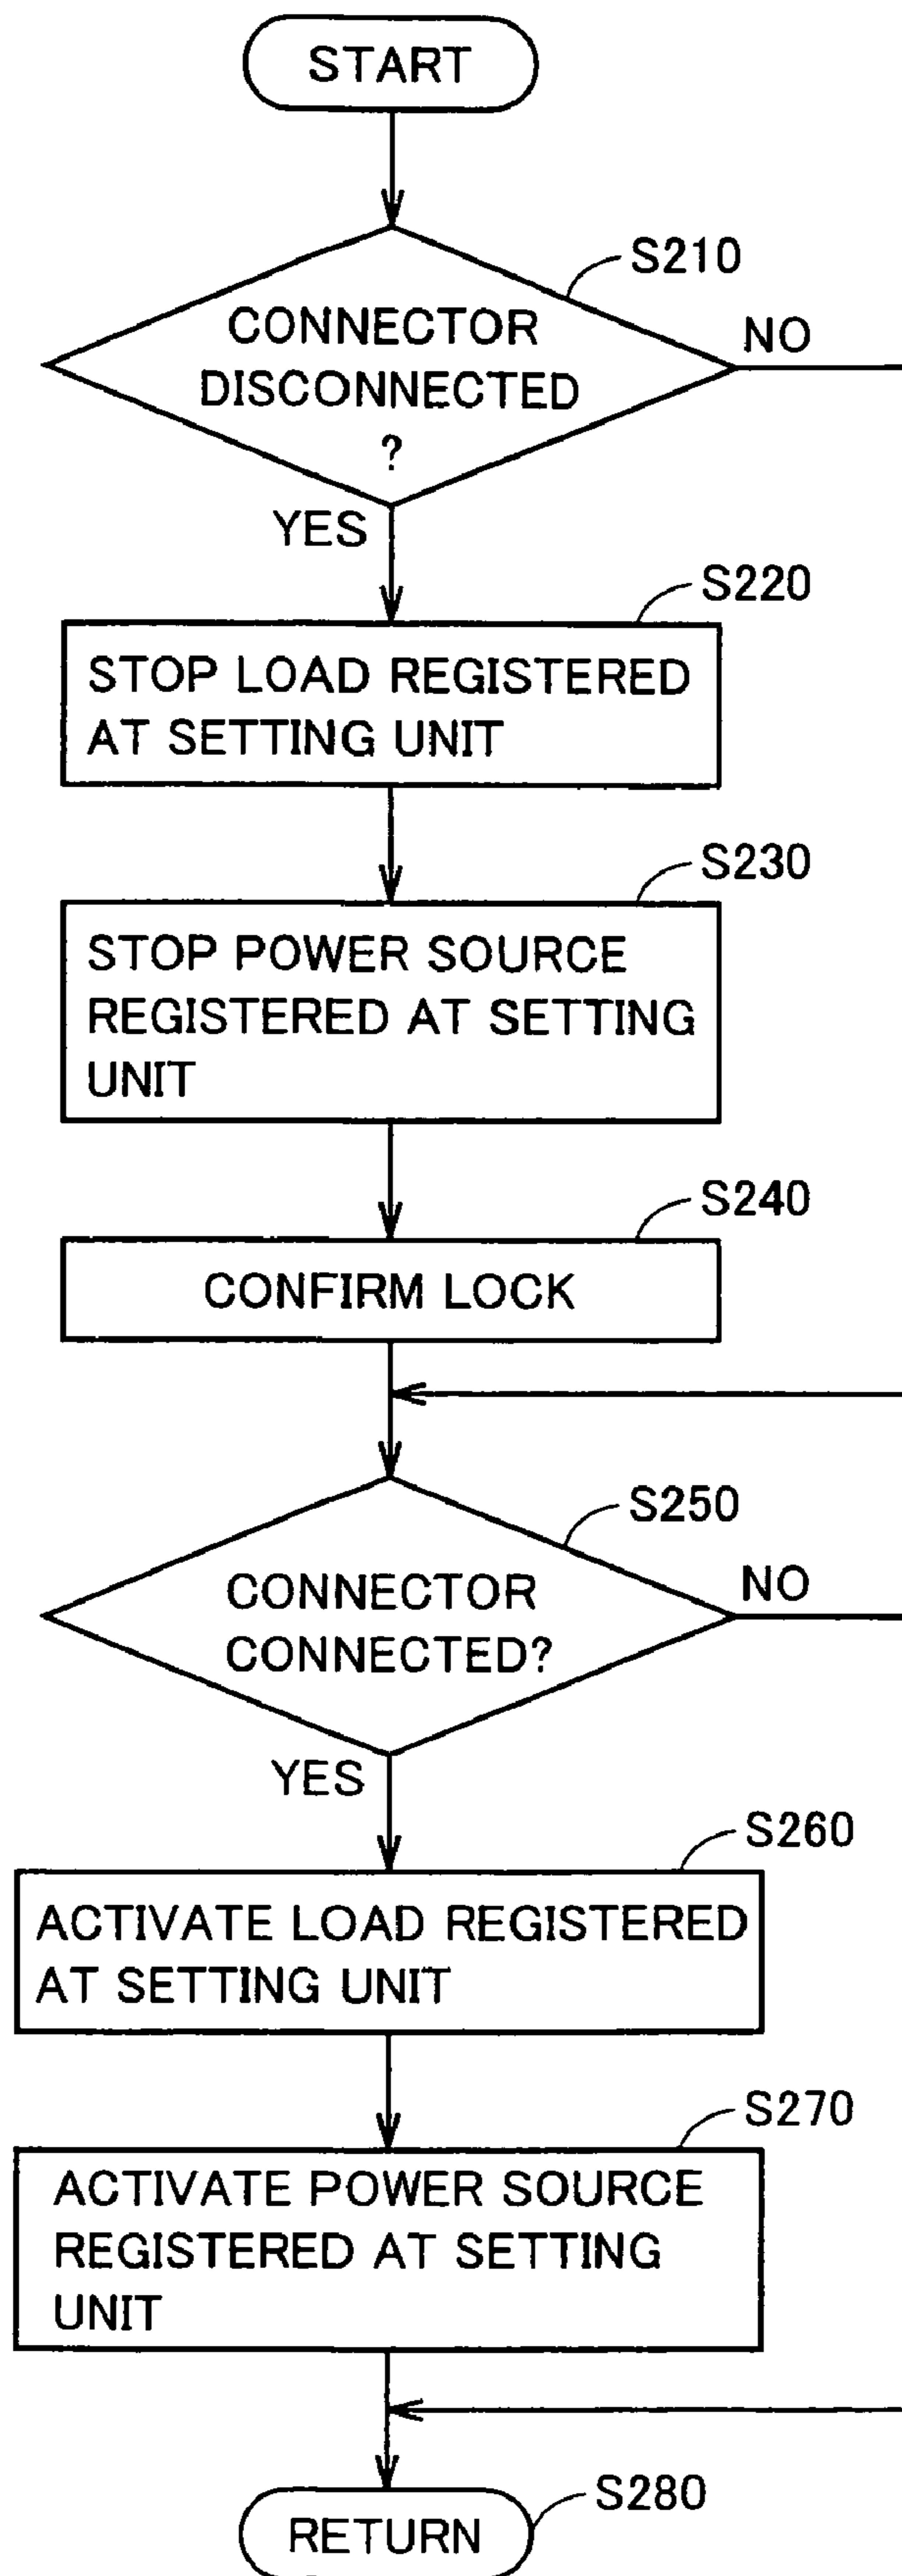 START
S210
CONNECTOR
DISCONNECTED
?
NO
YES
S220
STOP LOAD REGISTERED
AT SETTING UNIT
S230
STOP POWER SOURCE
REGISTERED AT SETTING
UNIT
S240
CONFIRM LOCK
S250
CONNECTOR
CONNECTED?
NO
YES
S260
ACTIVATE LOAD REGISTERED
AT SETTING UNIT
S270
ACTIVATE POWER SOURCE
REGISTERED AT SETTING
UNIT
S280
RETURN